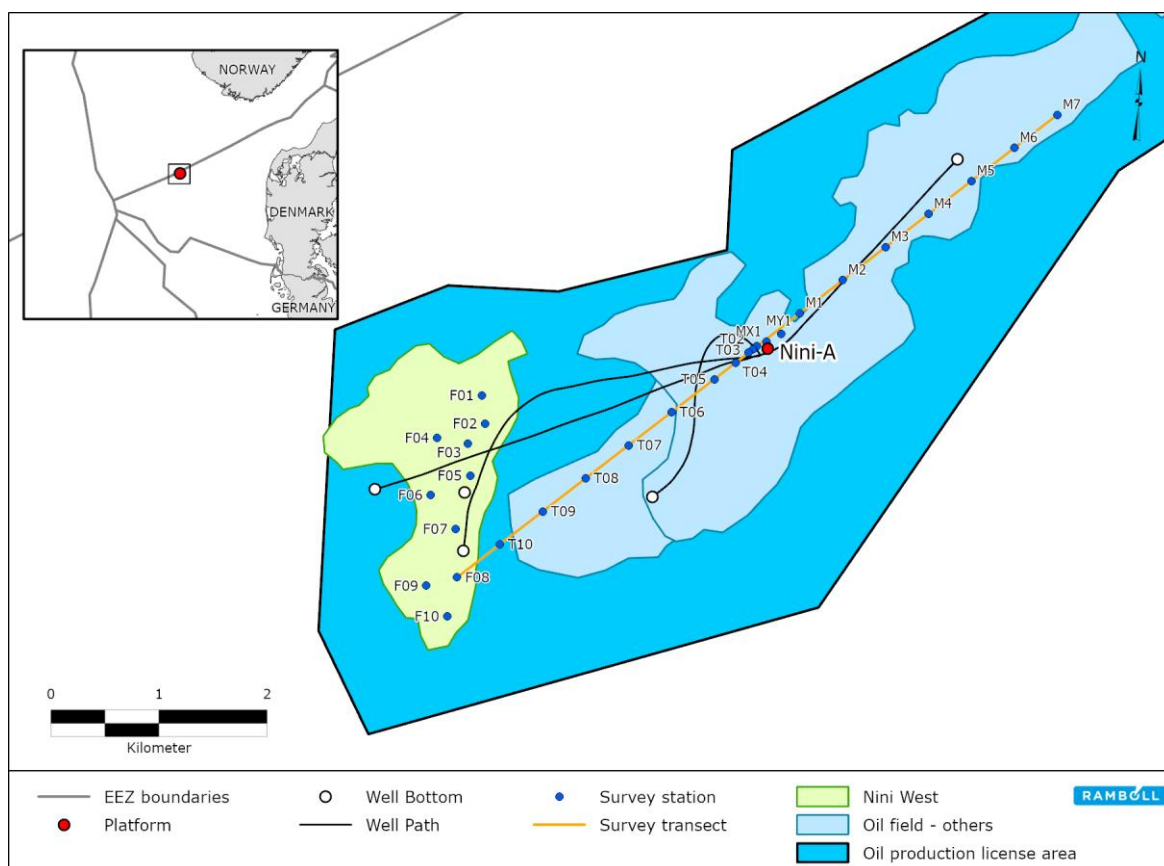 NORWAY
DENMARK
GERMANY
N
M7
M6
M5
M4
M3
M2
M1
MY1
MX1
T02
T03
Nini-A
T04
T05
T06
T07
T08
T09
T10
F01
F02
F04
F03
F05
F06
F07
F08
F09
F10
0 1 2
Kilometer
EEZ boundaries
Platform
Well Bottom
Well Path
Survey station
Survey transect
Nini West
Oil field - others
Oil production license area
RAMBOLL